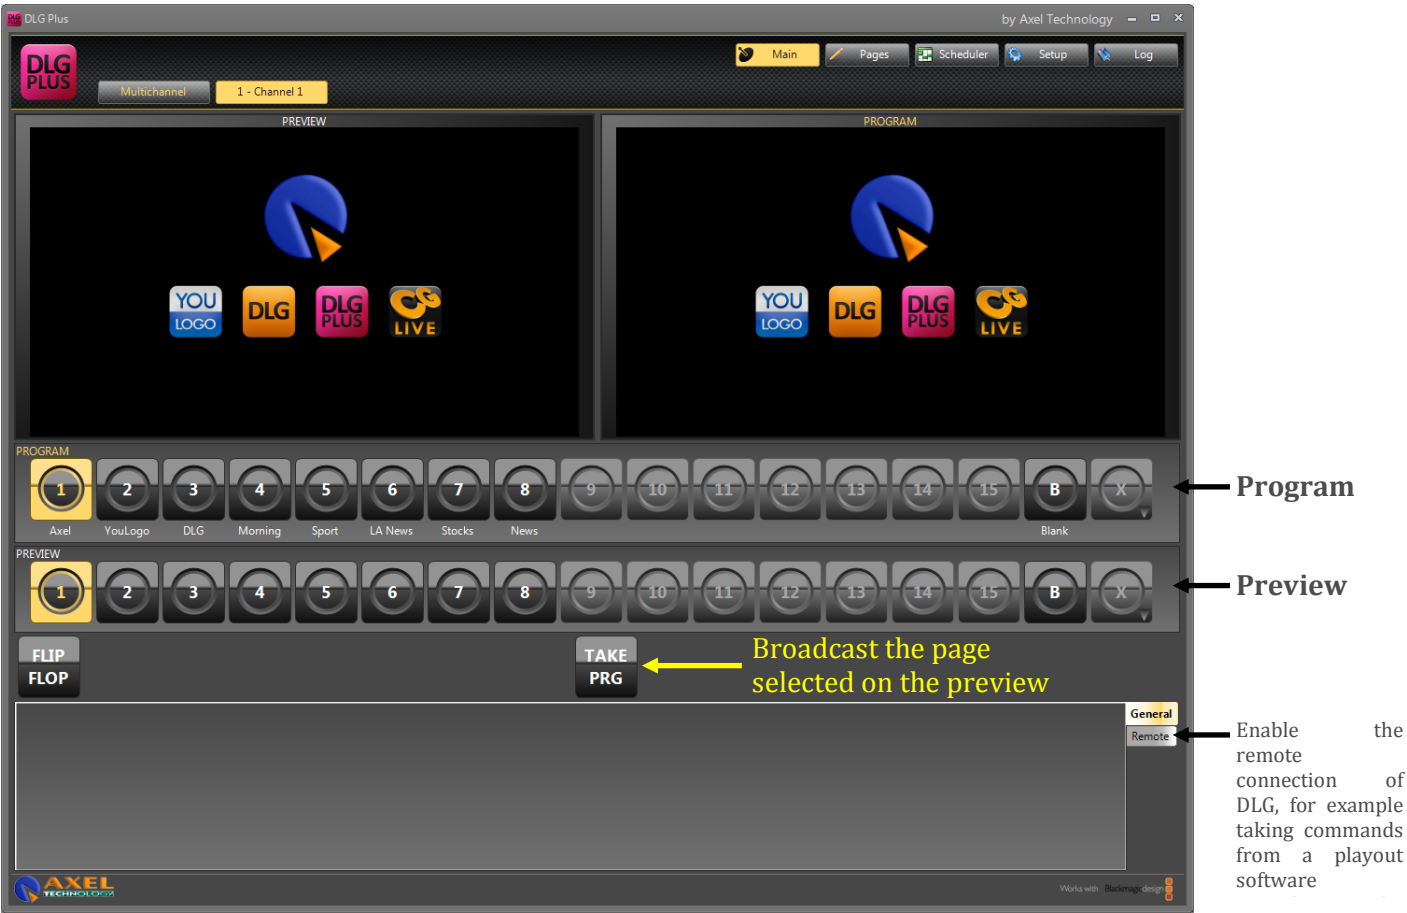 DLG Plus
by Axel Technology
DLG
PLUS
Main
Pages
Scheduler
Setup
Log
Multichannel
1 - Channel 1
PREVIEW
PROGRAM
YOU
LOGO
DLG
DLG
PLUS
CG
LIVE
YOU
LOGO
DLG
DLG
PLUS
CG
LIVE
PROGRAM
1 2 3 4 5 6 7 8 9 10 11 12 13 14 15 B X
Axel YouLogo DLG Morning Sport LA News Stocks News Blank
Program
PREVIEW
1 2 3 4 5 6 7 8 9 10 11 12 13 14 15 B X
Preview
FLIP
FLOP
TAKE
PRG
Broadcast the page
selected on the preview
General
Remote
Enable the
remote
connection of
DLG, for example
taking commands
from a playout
software
AXEL
TECHNOLOGY
Works with Blackmagicdesign